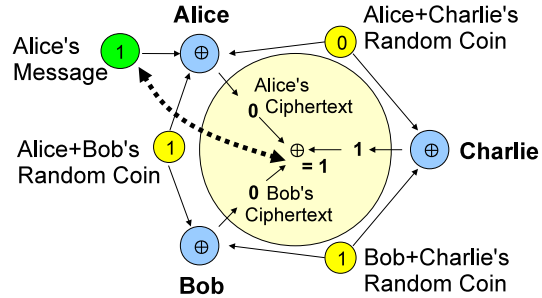 Alice
Alice+Charlie's
Random Coin
Alice's
Message
1
⊕
0
Alice's
Ciphertext
0
Alice+Bob's
Random Coin
1
⊕
= 1
1
⊕
Charlie
0 Bob's
Ciphertext
⊕
Bob
1
Bob+Charlie's
Random Coin